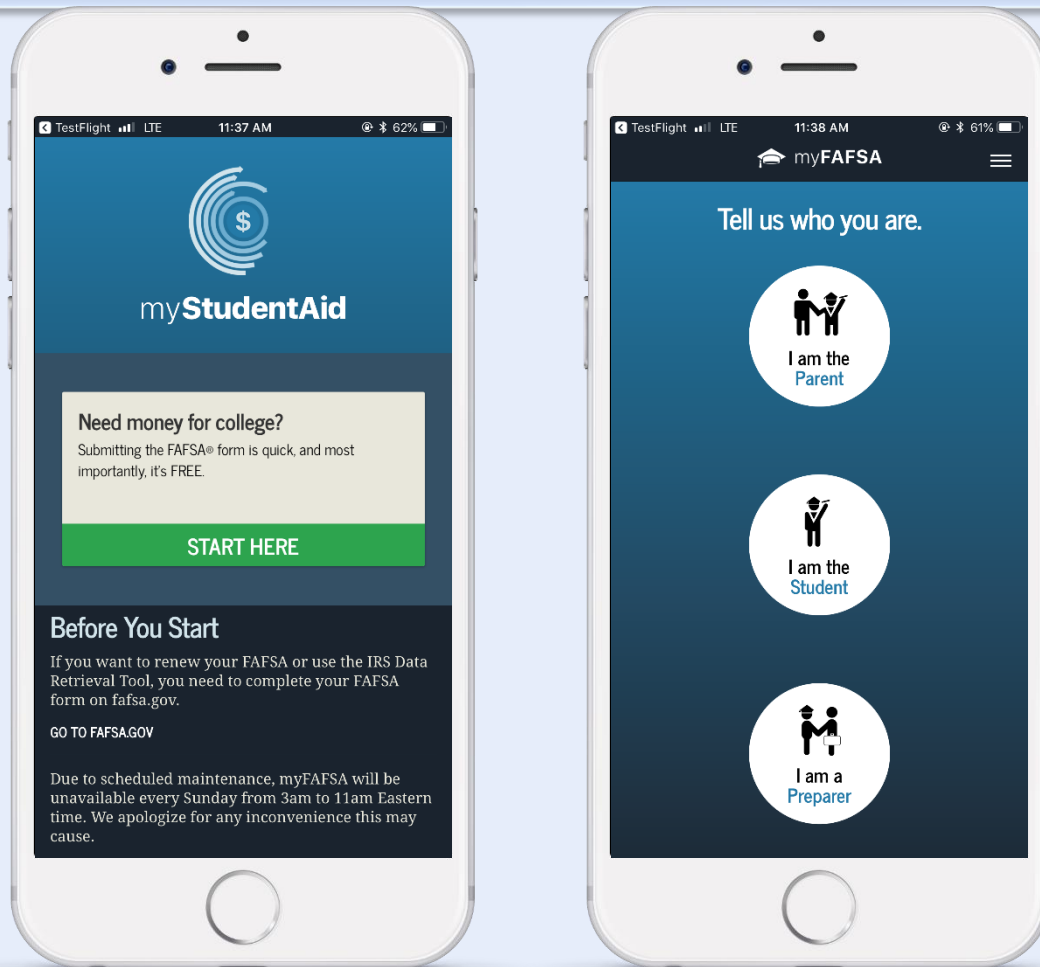 TestFlight LTE 11:37 AM 62%
$
myStudentAid
Need money for college?
Submitting the FAFSA® form is quick, and most
importantly, it's FREE.
START HERE
Before You Start
If you want to renew your FAFSA or use the IRS Data
Retrieval Tool, you need to complete your FAFSA
form on fafsa.gov.
GO TO FAFSA.GOV
Due to scheduled maintenance, myFAFSA will be
unavailable every Sunday from 3am to 11am Eastern
time. We apologize for any inconvenience this may
cause.
TestFlight LTE 11:38 AM 61%
myFAFSA
Tell us who you are.
I am the
Parent
I am the
Student
I am a
Preparer